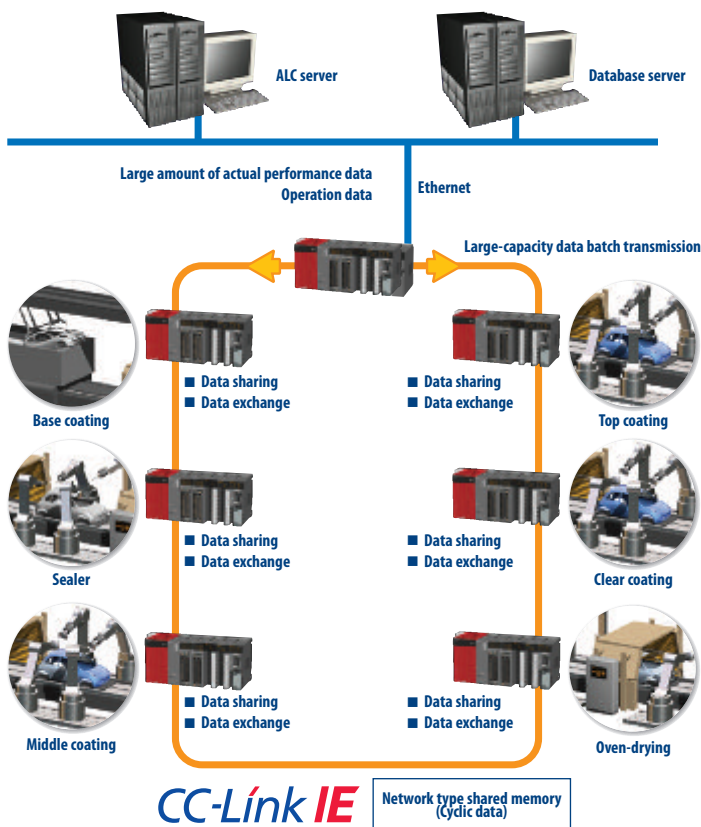 ALC server
Database server
Large amount of actual performance data
Operation data
Ethernet
Large-capacity data batch transmission
■ Data sharing
■ Data exchange
Base coating
■ Data sharing
■ Data exchange
Top coating
■ Data sharing
■ Data exchange
Sealer
■ Data sharing
■ Data exchange
Clear coating
■ Data sharing
■ Data exchange
Middle coating
■ Data sharing
■ Data exchange
Oven-drying
CC-Link IE
Network type shared memory
(Cyclic data)